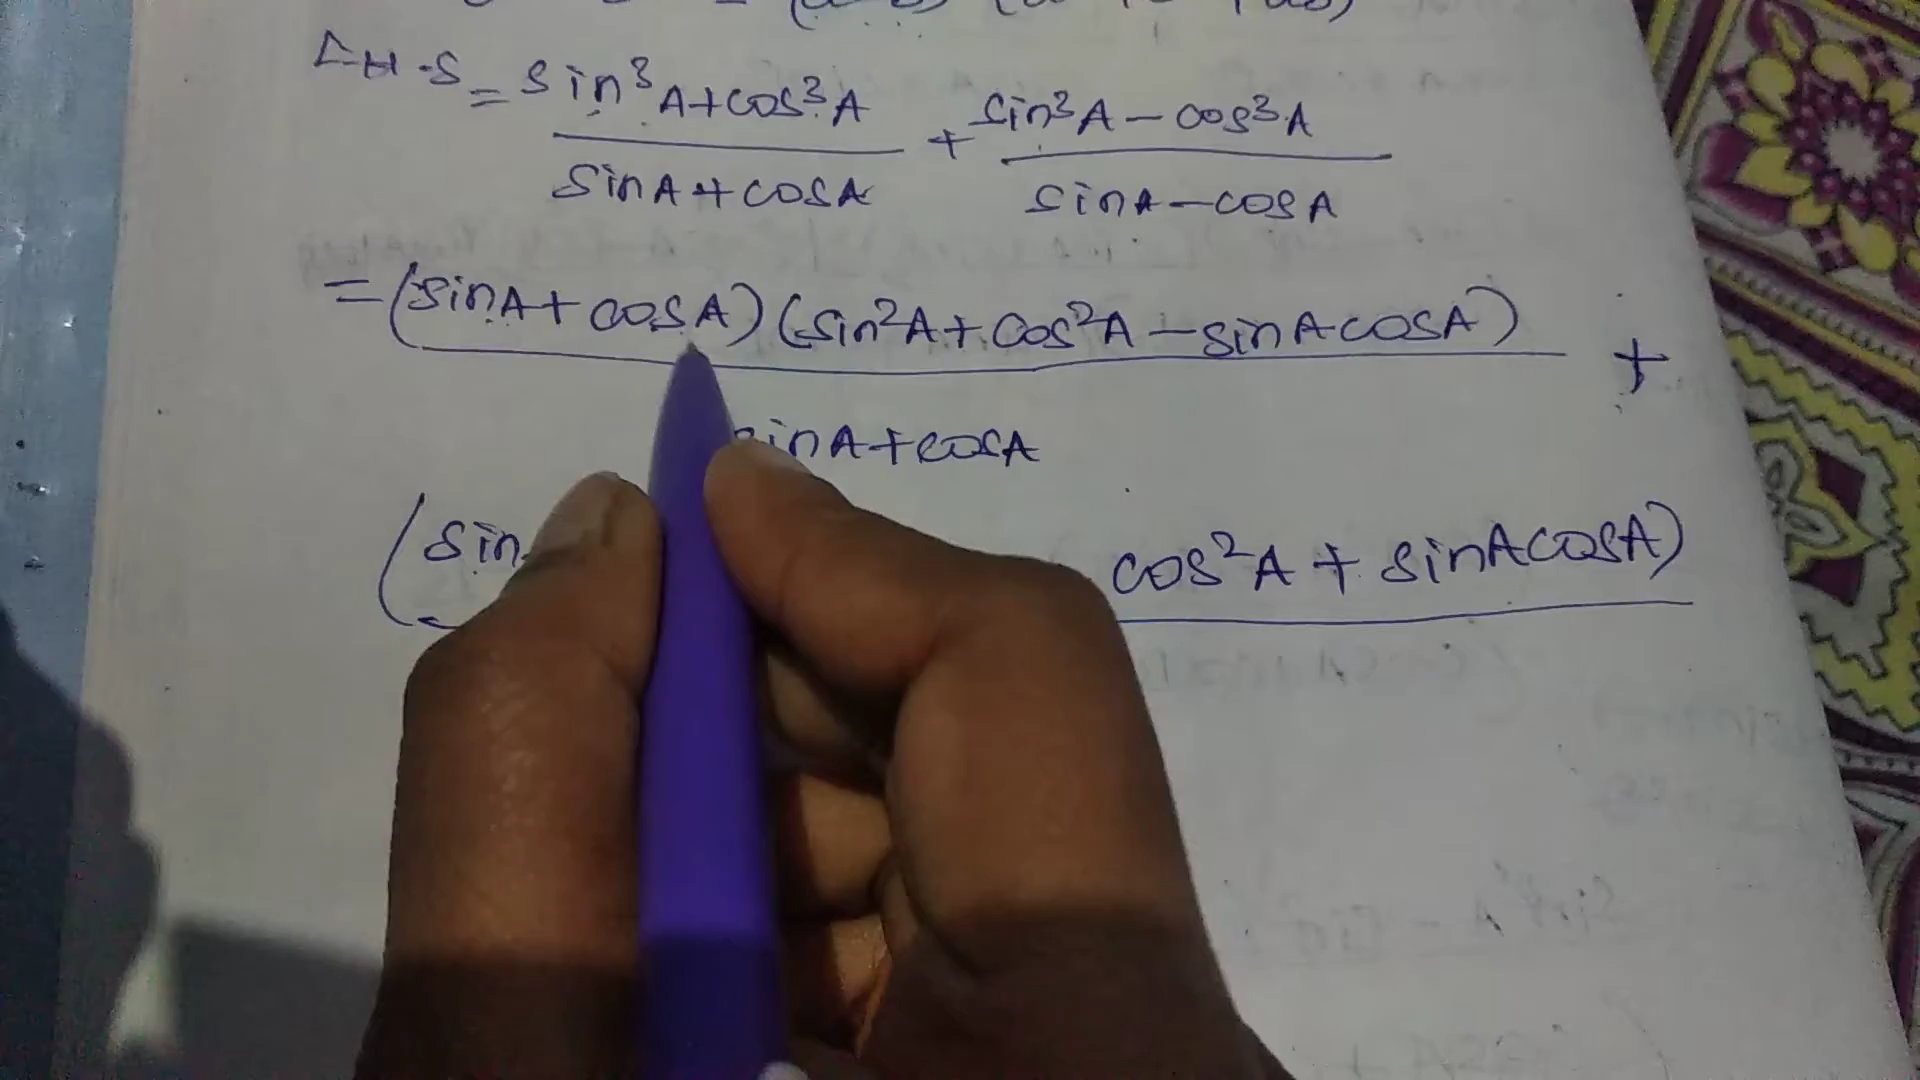 L.H.S = sin³A+cos³A / sinA+cosA + sin³A-cos³A / sinA-cosA
= (sinA+cosA)(sin²A+cos²A-sinAcosA) / sinA+cosA +
(sin cos²A+sinAcosA)